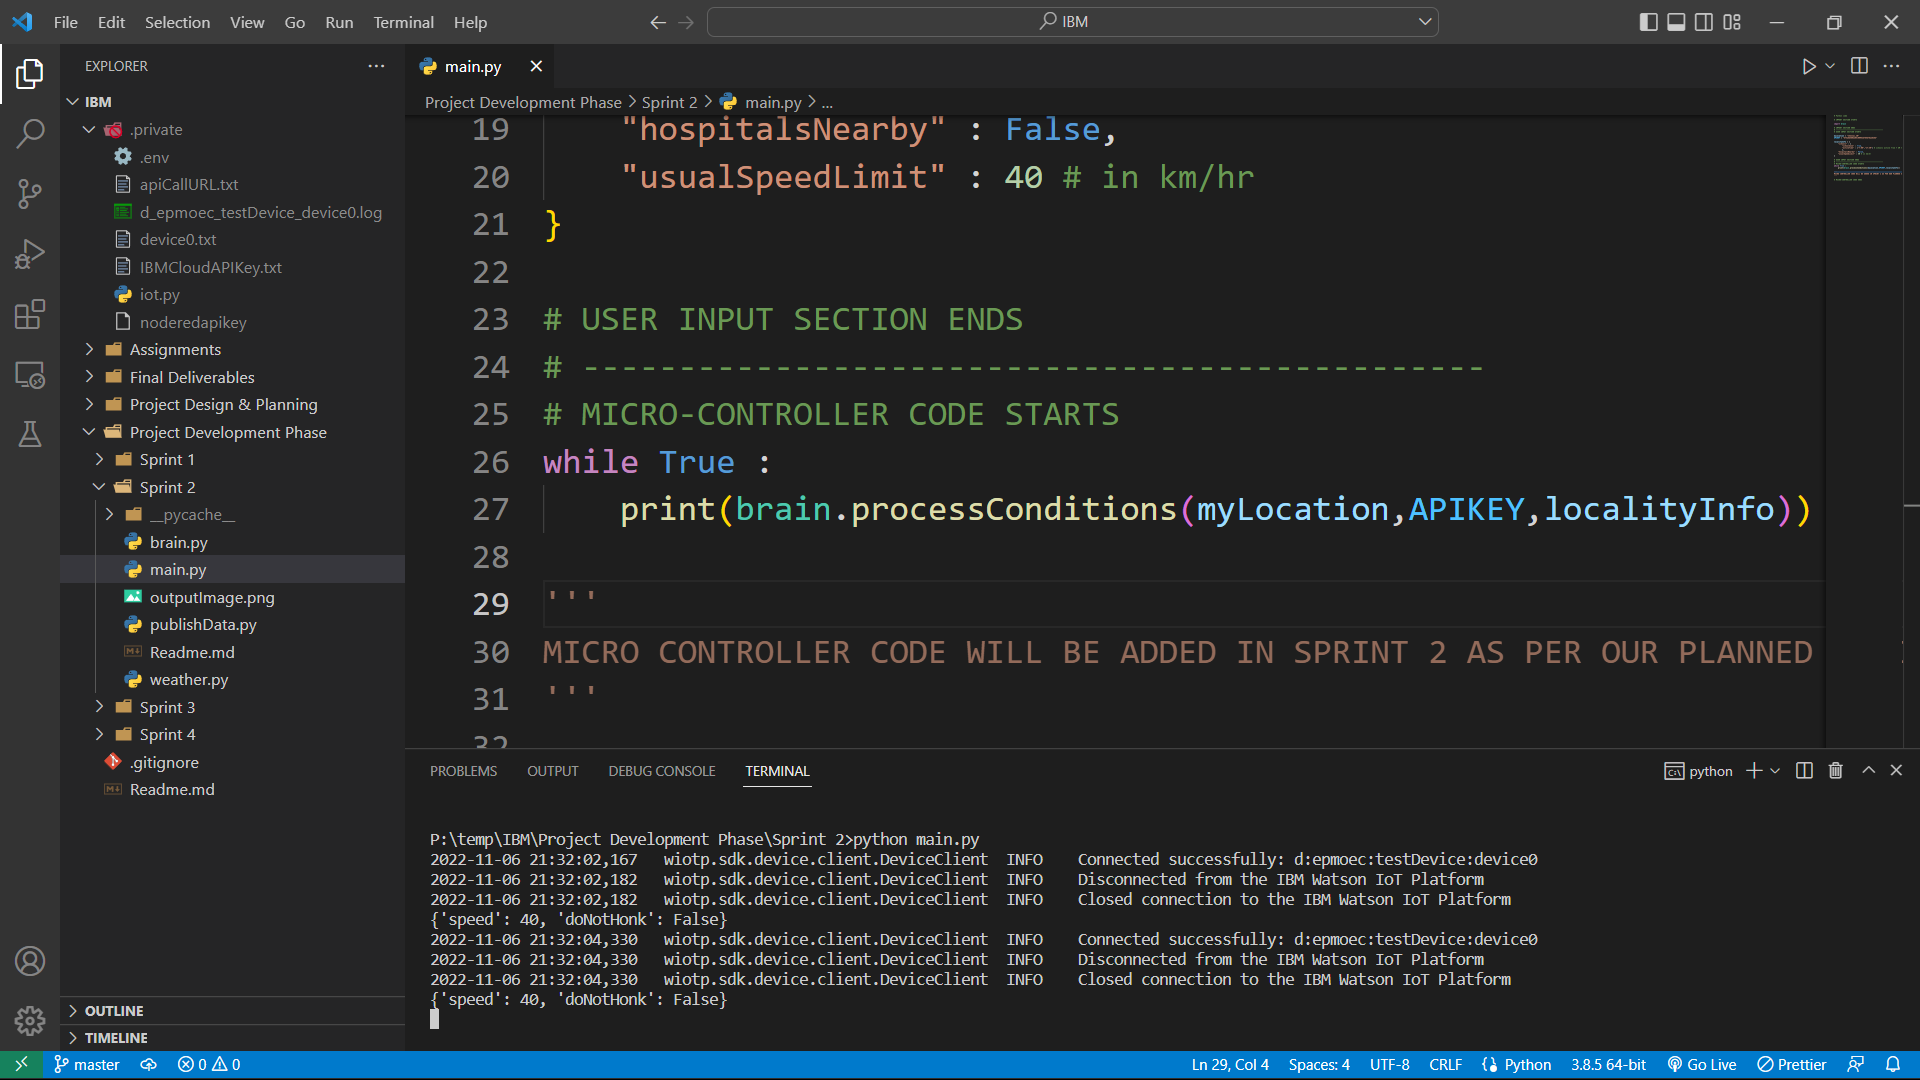 File Edit Selection View Go Run Terminal Help
IBM
EXPLORER
main.py
IBM
.private
.env
apiCallURL.txt
d_epmoec_testDevice_device0.log
device0.txt
IBMCloudAPIKey.txt
iot.py
noderedapikey
Assignments
Final Deliverables
Project Design & Planning
Project Development Phase
Sprint 1
Sprint 2
__pycache__
brain.py
main.py
outputImage.png
publishData.py
Readme.md
weather.py
Sprint 3
Sprint 4
.gitignore
Readme.md
OUTLINE
TIMELINE
Project Development Phase > Sprint 2 > main.py > ...
19 "hospitalsNearby" : False,
20 "usualSpeedLimit" : 40 # in km/hr
21 }
22
23 # USER INPUT SECTION ENDS
24 # -----------------------------------------------
25 # MICRO-CONTROLLER CODE STARTS
26 while True :
27 print(brain.processConditions(myLocation,APIKEY,localityInfo))
28
29 '''
30 MICRO CONTROLLER CODE WILL BE ADDED IN SPRINT 2 AS PER OUR PLANNED
31 '''
32
PROBLEMS OUTPUT DEBUG CONSOLE TERMINAL
python
P:\temp\IBM\Project Development Phase\Sprint 2>python main.py
2022-11-06 21:32:02,167 wiotp.sdk.device.client.DeviceClient INFO Connected successfully: d:epmoec:testDevice:device0
2022-11-06 21:32:02,182 wiotp.sdk.device.client.DeviceClient INFO Disconnected from the IBM Watson IoT Platform
2022-11-06 21:32:02,182 wiotp.sdk.device.client.DeviceClient INFO Closed connection to the IBM Watson IoT Platform
{'speed': 40, 'doNotHonk': False}
2022-11-06 21:32:04,330 wiotp.sdk.device.client.DeviceClient INFO Connected successfully: d:epmoec:testDevice:device0
2022-11-06 21:32:04,330 wiotp.sdk.device.client.DeviceClient INFO Disconnected from the IBM Watson IoT Platform
2022-11-06 21:32:04,330 wiotp.sdk.device.client.DeviceClient INFO Closed connection to the IBM Watson IoT Platform
{'speed': 40, 'doNotHonk': False}
master 0 0 Ln 29, Col 4 Spaces: 4 UTF-8 CRLF Python 3.8.5 64-bit Go Live Prettier